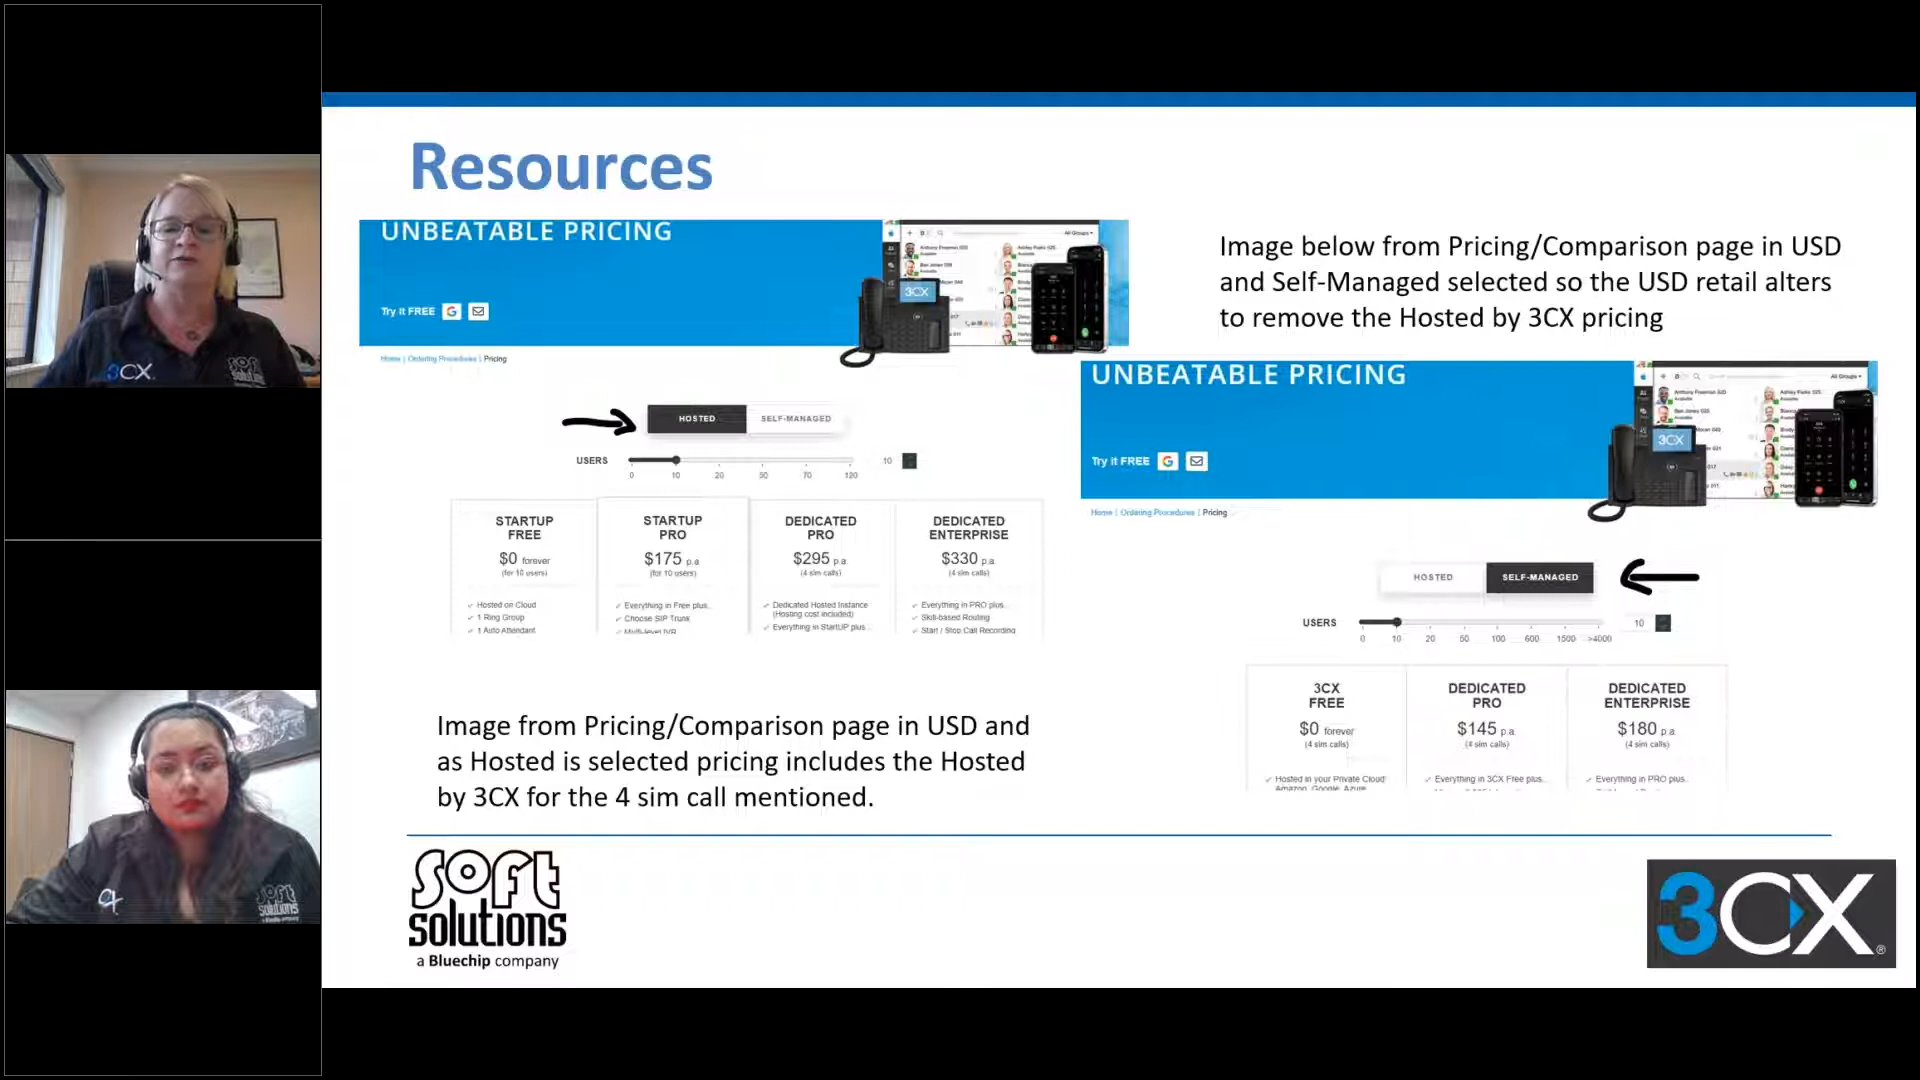 Resources
UNBEATABLE PRICING
Try it FREE
Home | Ordering Procedures | Pricing
HOSTED SELF-MANAGED
USERS 10
0 10 20 50 70 120
STARTUP
FREE
$0 forever
(for 10 users)
Hosted on Cloud
1 Ring Group
1 Auto Attendant
STARTUP
PRO
$175 p.a
(for 10 users)
Everything in Free plus..
Choose SIP Trunk
Multi-level IVR
DEDICATED
PRO
$295 p.a
(4 sim calls)
Dedicated Hosted Instance
(Hosting cost included)
Everything in StartUP plus...
DEDICATED
ENTERPRISE
$330 p.a
(4 sim calls)
Everything in PRO plus...
Skill-based Routing
Start / Stop Call Recording
Image from Pricing/Comparison page in USD and
as Hosted is selected pricing includes the Hosted
by 3CX for the 4 sim call mentioned.
Image below from Pricing/Comparison page in USD
and Self-Managed selected so the USD retail alters
to remove the Hosted by 3CX pricing
UNBEATABLE PRICING
Try it FREE
Home | Ordering Procedures | Pricing
HOSTED SELF-MANAGED
USERS 10
0 10 20 50 100 600 1500 >4000
3CX
FREE
$0 forever
(4 sim calls)
Hosted in your Private Cloud
Amazon, Google, Azure
DEDICATED
PRO
$145 p.a
(4 sim calls)
Everything in 3CX Free plus...
DEDICATED
ENTERPRISE
$180 p.a
(4 sim calls)
Everything in PRO plus..
soft
solutions
a Bluechip company
3CX®
3CX
soft
solutions